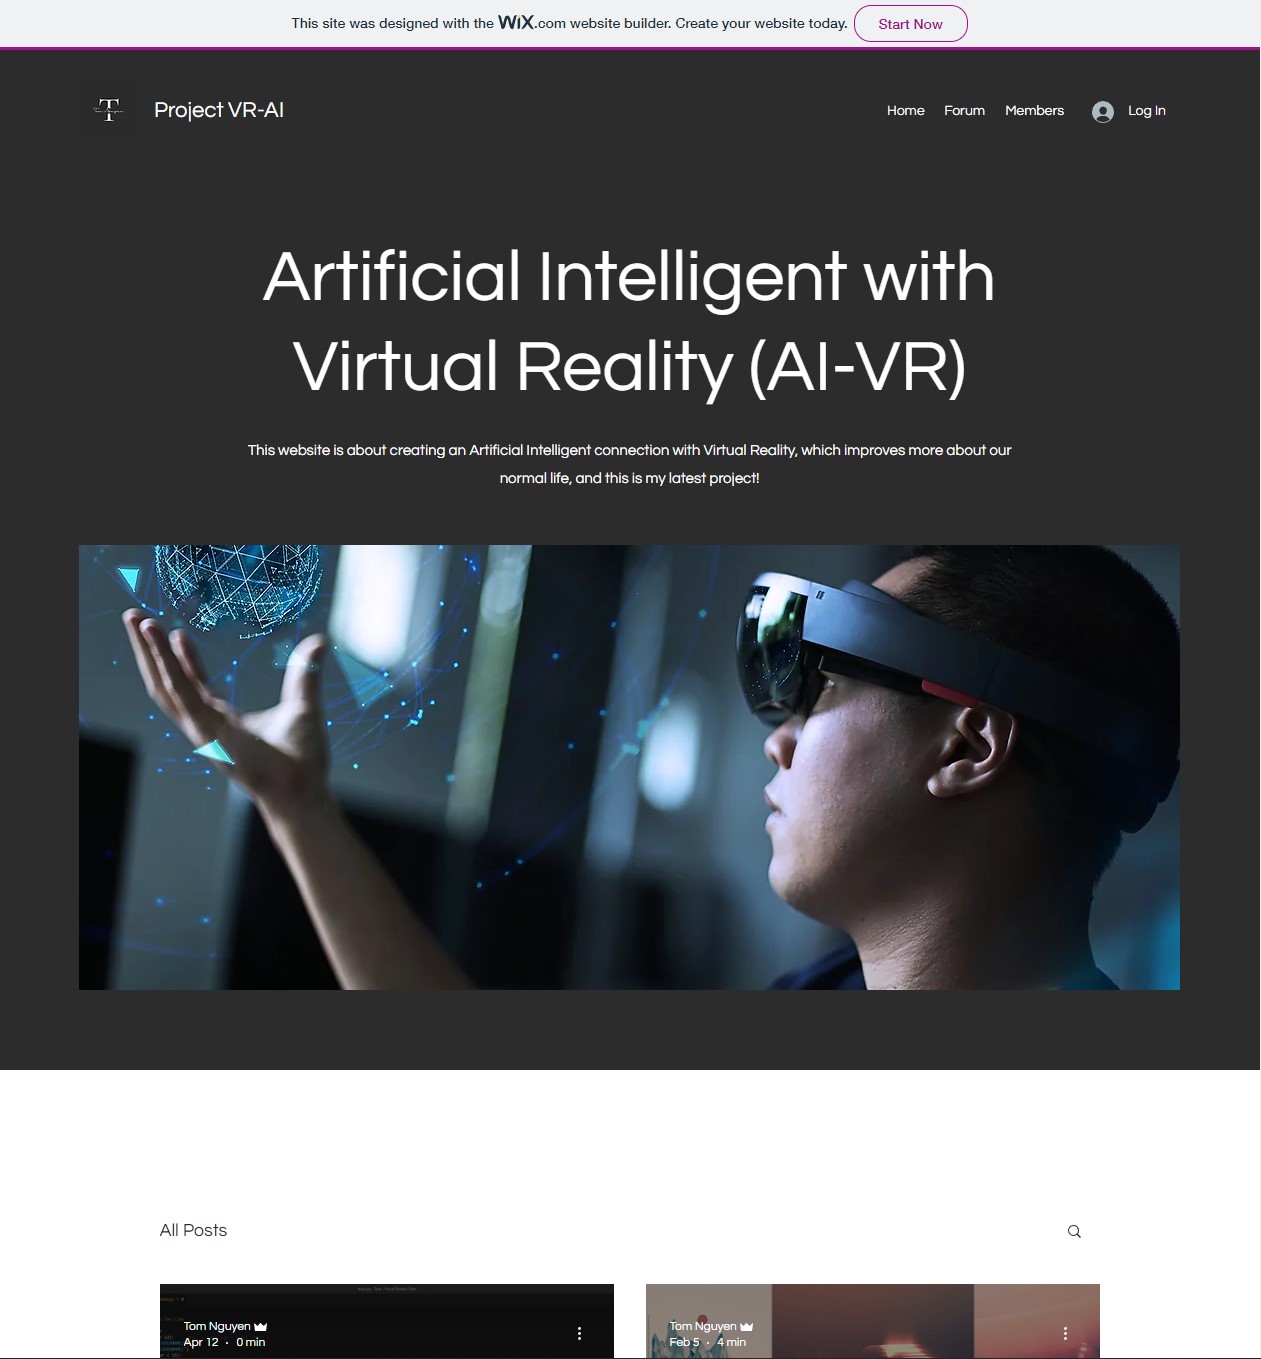 This site was designed with the WiX.com website builder. Create your website today. Start Now
T Project VR-AI
Home Forum Members Log In
Artificial Intelligent with
Virtual Reality (AI-VR)
This website is about creating an Artificial Intelligent connection with Virtual Reality, which improves more about our
normal life, and this is my latest project!
All Posts
Tom Nguyen
Apr 12 · 0 min
Tom Nguyen
Feb 5 · 4 min